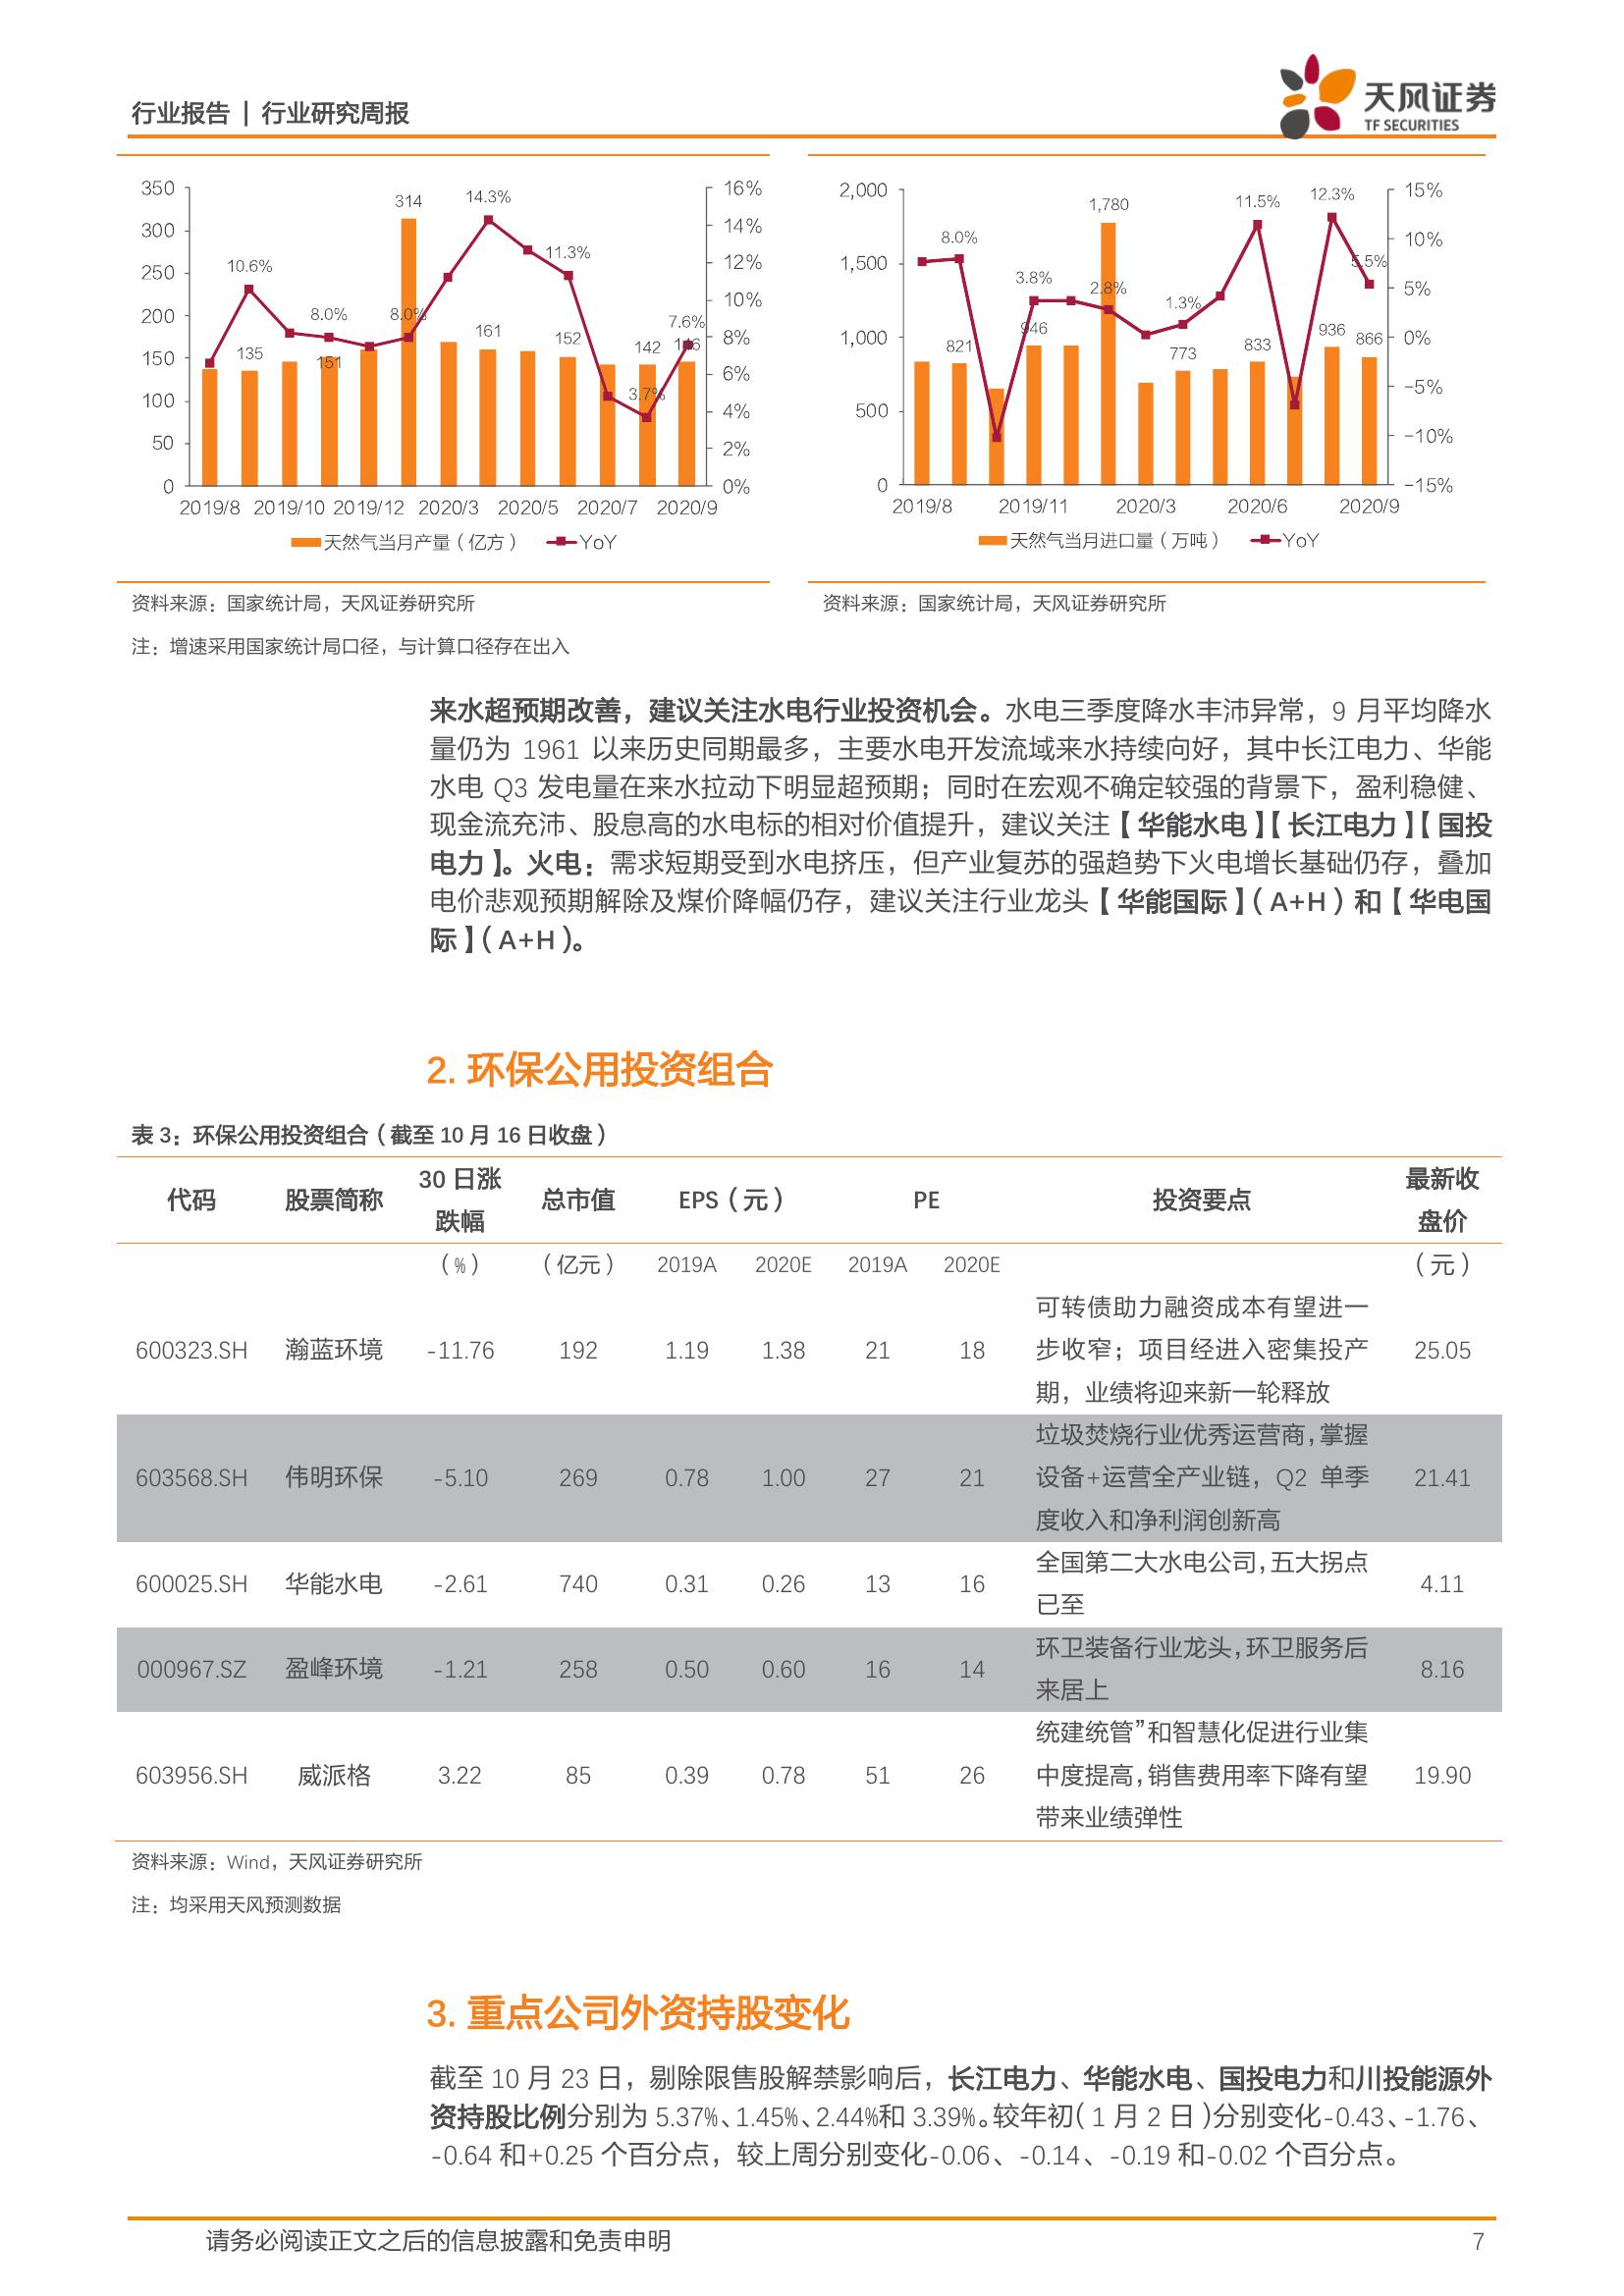 行业报告 | 行业研究周报
天风证券
TF SECURITIES
350
300
250
200
150
100
50
0
16%
14%
12%
10%
8%
6%
4%
2%
0%
314
14.3%
10.6%
11.3%
8.0%
8.0%
7.6%
135
151
161
152
142
146
3.7%
2019/8 2019/10 2019/12 2020/3 2020/5 2020/7 2020/9
天然气当月产量（亿方） YoY
2,000
1,500
1,000
500
0
15%
10%
5%
0%
-5%
-10%
-15%
1,780
8.0%
11.5%
12.3%
3.8%
2.8%
1.3%
5.5%
821
946
773
833
936
866
2019/8 2019/11 2020/3 2020/6 2020/9
天然气当月进口量（万吨） YoY
资料来源：国家统计局，天风证券研究所
注：增速采用国家统计局口径，与计算口径存在出入
资料来源：国家统计局，天风证券研究所
来水超预期改善，建议关注水电行业投资机会。水电三季度降水丰沛异常，9 月平均降水
量仍为 1961 以来历史同期最多，主要水电开发流域来水持续向好，其中长江电力、华能
水电 Q3 发电量在来水拉动下明显超预期；同时在宏观不确定较强的背景下，盈利稳健、
现金流充沛、股息高的水电标的相对价值提升，建议关注【华能水电】【长江电力】【国投
电力】。火电：需求短期受到水电挤压，但产业复苏的强趋势下火电增长基础仍存，叠加
电价悲观预期解除及煤价降幅仍存，建议关注行业龙头【华能国际】（A+H）和【华电国
际】（A+H）。
2. 环保公用投资组合
表 3：环保公用投资组合（截至 10 月 16 日收盘）
代码 股票简称 30 日涨跌幅 总市值 EPS（元） PE 投资要点 最新收盘价
（%） （亿元） 2019A 2020E 2019A 2020E （元）
600323.SH 瀚蓝环境 -11.76 192 1.19 1.38 21 18 可转债助力融资成本有望进一
步收窄；项目经进入密集投产
期，业绩将迎来新一轮释放 25.05
603568.SH 伟明环保 -5.10 269 0.78 1.00 27 21 垃圾焚烧行业优秀运营商，掌握
设备+运营全产业链，Q2 单季
度收入和净利润创新高 21.41
600025.SH 华能水电 -2.61 740 0.31 0.26 13 16 全国第二大水电公司，五大拐点
已至 4.11
000967.SZ 盈峰环境 -1.21 258 0.50 0.60 16 14 环卫装备行业龙头，环卫服务后
来居上 8.16
603956.SH 威派格 3.22 85 0.39 0.78 51 26 统建统管”和智慧化促进行业集
中度提高，销售费用率下降有望
带来业绩弹性 19.90
资料来源：Wind，天风证券研究所
注：均采用天风预测数据
3. 重点公司外资持股变化
截至 10 月 23 日，剔除限售股解禁影响后，长江电力、华能水电、国投电力和川投能源外
资持股比例分别为 5.37%、1.45%、2.44%和 3.39%。较年初（1 月 2 日）分别变化-0.43、-1.76、
-0.64 和+0.25 个百分点，较上周分别变化-0.06、-0.14、-0.19 和-0.02 个百分点。
请务必阅读正文之后的信息披露和免责申明
7